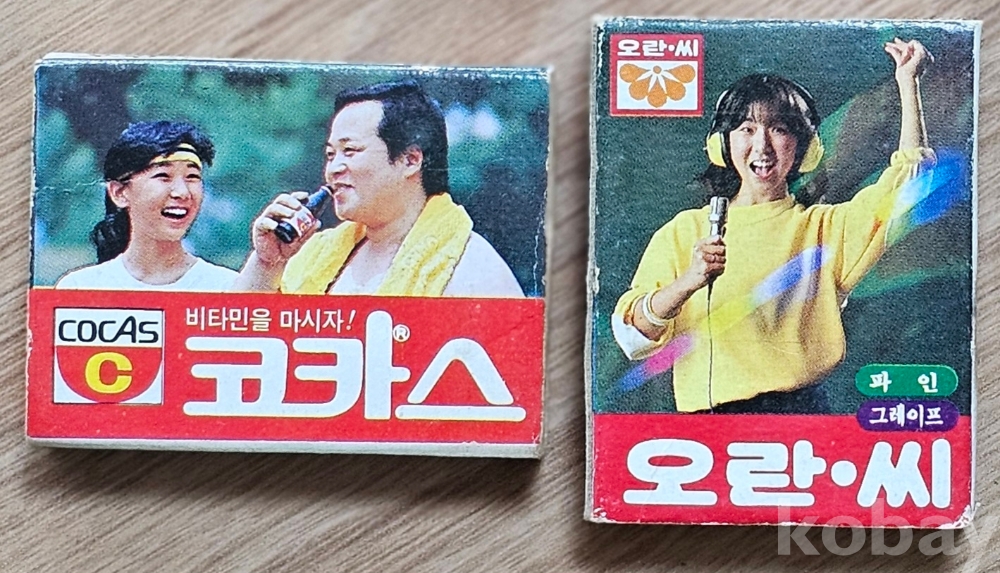 COCAS
C
비타민을 마시자!
코카스®
오란·씨
파인
그레이프
오란·씨
kobay